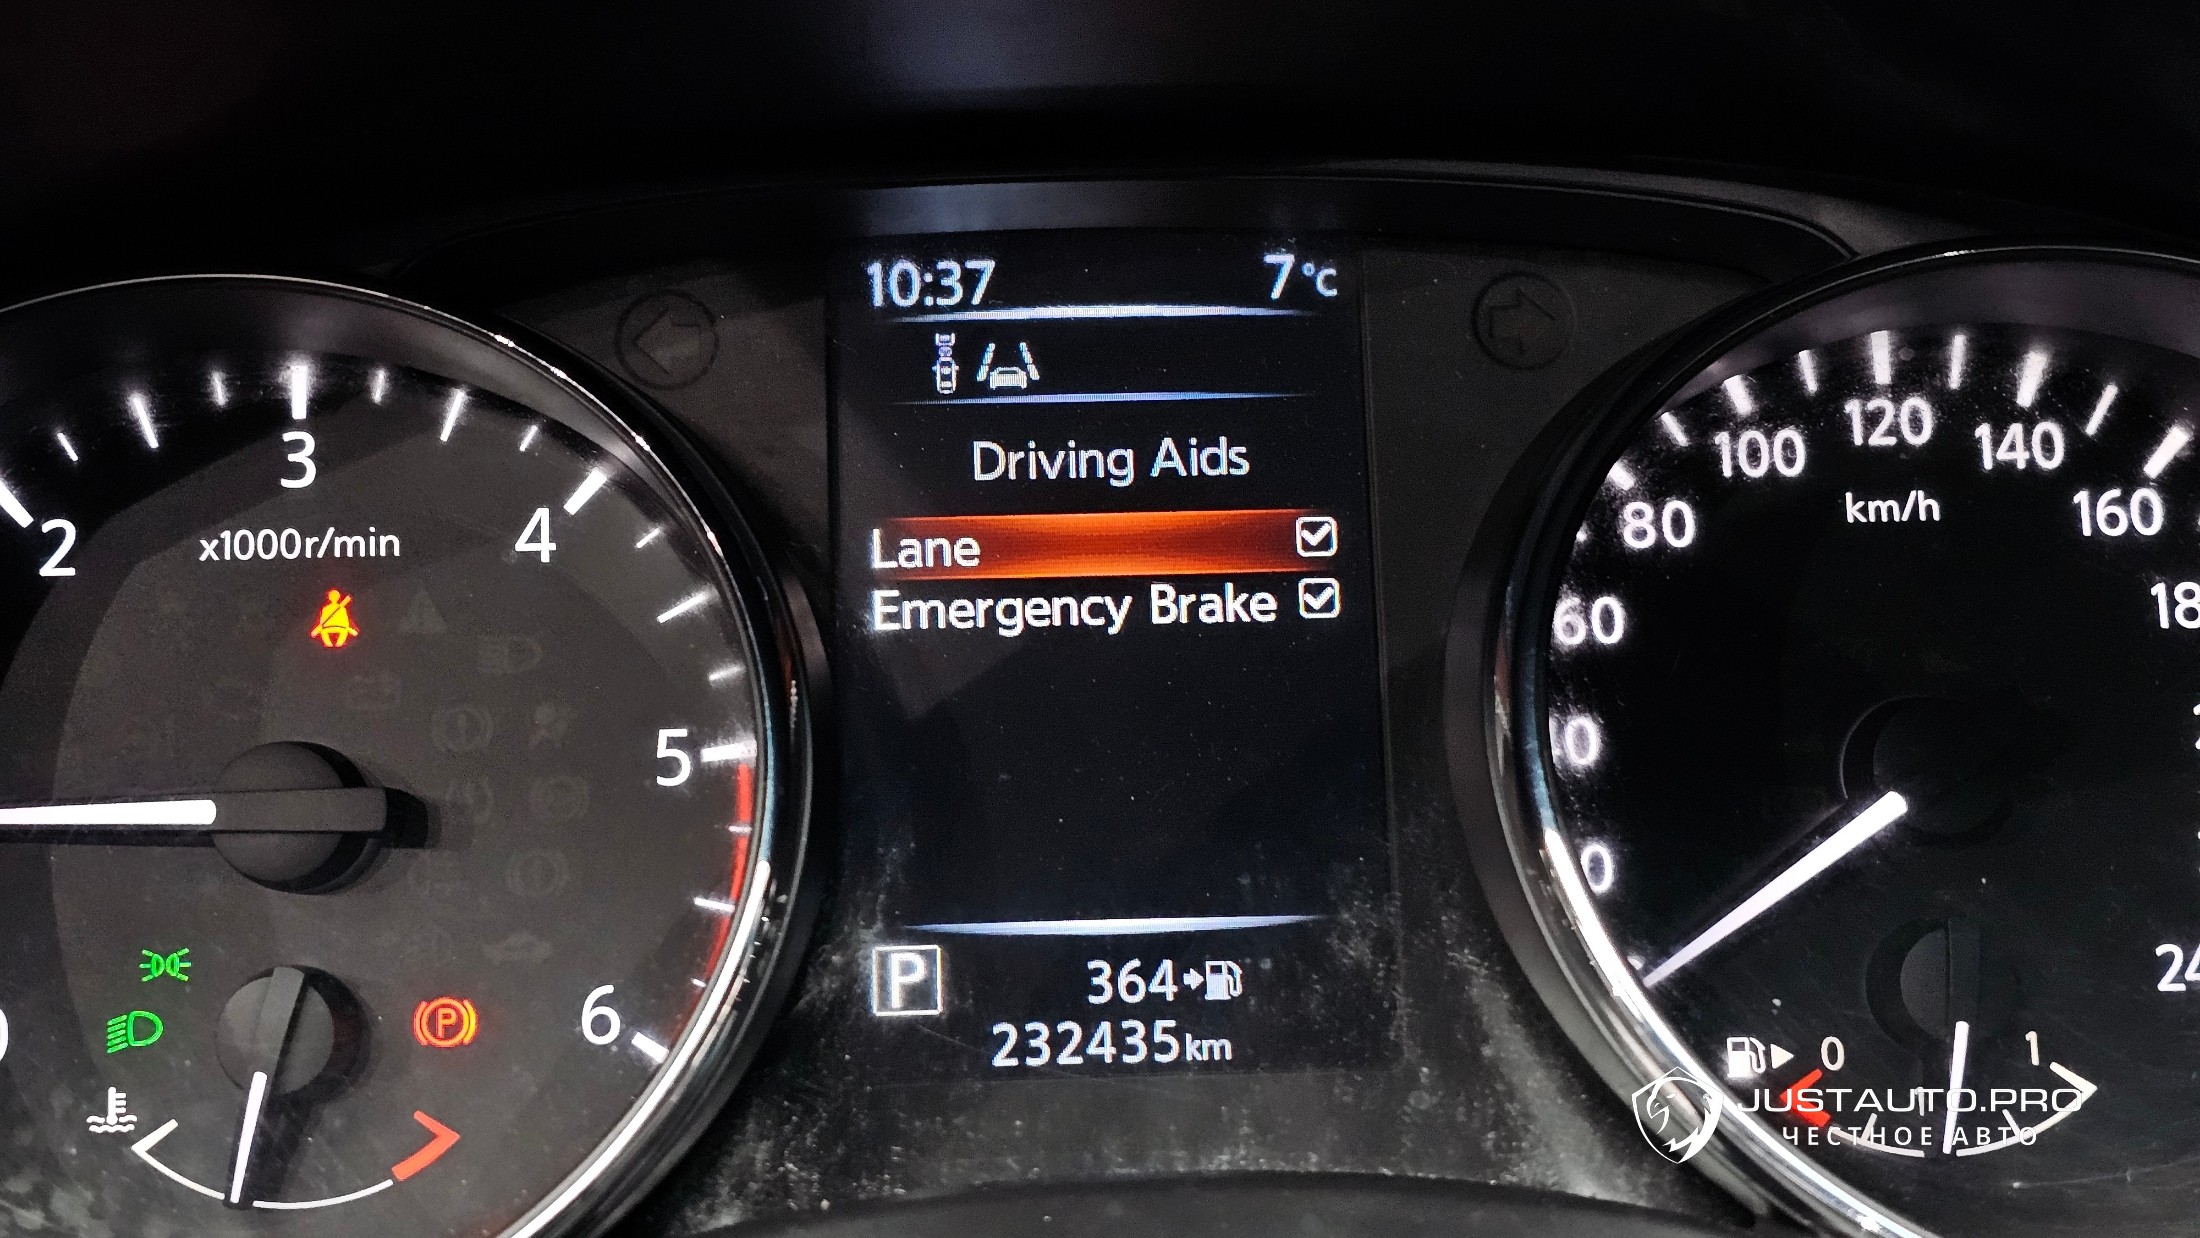 10:37 7°C
Driving Aids
Lane
Emergency Brake
P 364
232435km
2 3 4 5 6
x1000r/min
P
60 80 100 120 140 160
km/h
0 1
JUSTAUTO.PRO
ЧЕСТНОЕ АВТО